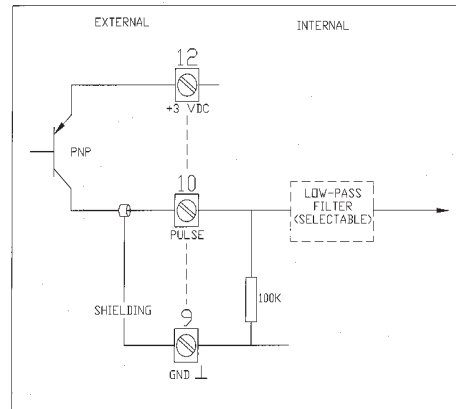 EXTERNAL
INTERNAL
12
+3 VDC
PNP
10
PULSE
LOW-PASS
FILTER
(SELECTABLE)
100K
SHIELDING
9
GND